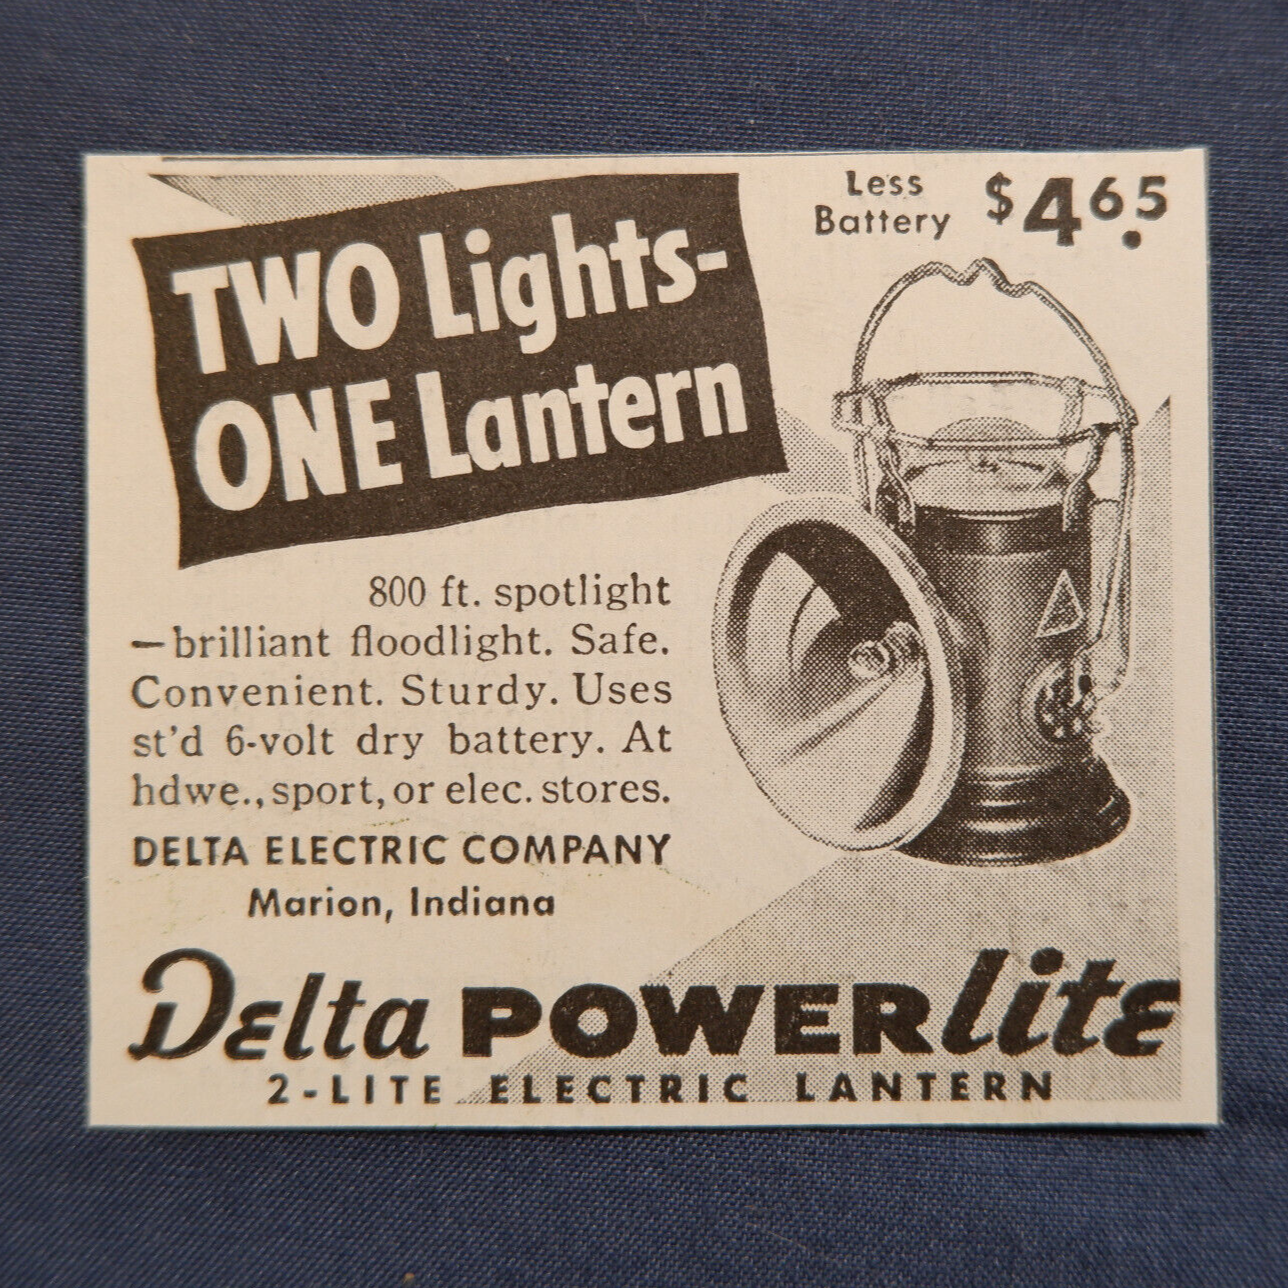 TWO Lights-
ONE Lantern
Less
Battery
$4.65
800 ft. spotlight
—brilliant floodlight. Safe.
Convenient. Sturdy. Uses
st'd 6-volt dry battery. At
hdwe., sport, or elec. stores.
DELTA ELECTRIC COMPANY
Marion, Indiana
Delta POWERlite
2-LITE ELECTRIC LANTERN